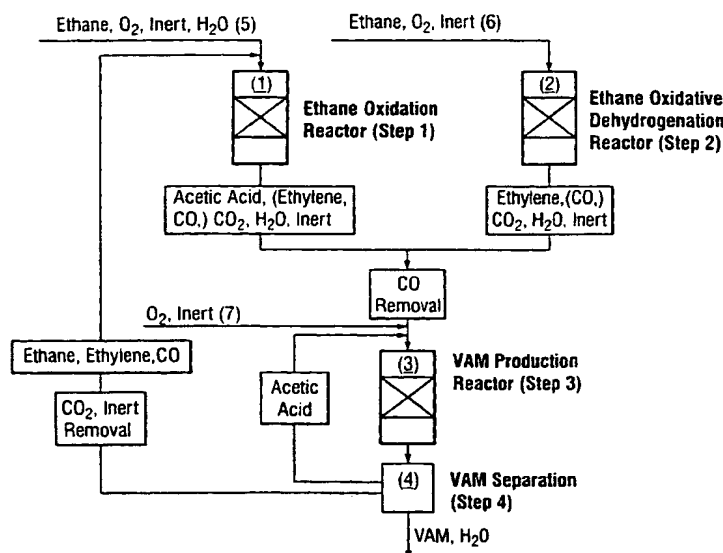 Ethane, O2, Inert, H2O (5)
Ethane, O2, Inert (6)
(1)
Ethane Oxidation
Reactor (Step 1)
(2)
Ethane Oxidative
Dehydrogenation
Reactor (Step 2)
Acetic Acid, (Ethylene,
CO,) CO2, H2O, Inert
Ethylene,(CO,)
CO2, H2O, Inert
CO
Removal
O2, Inert (7)
Ethane, Ethylene,CO
(3)
VAM Production
Reactor (Step 3)
Acetic
Acid
CO2, Inert
Removal
(4)
VAM Separation
(Step 4)
VAM, H2O